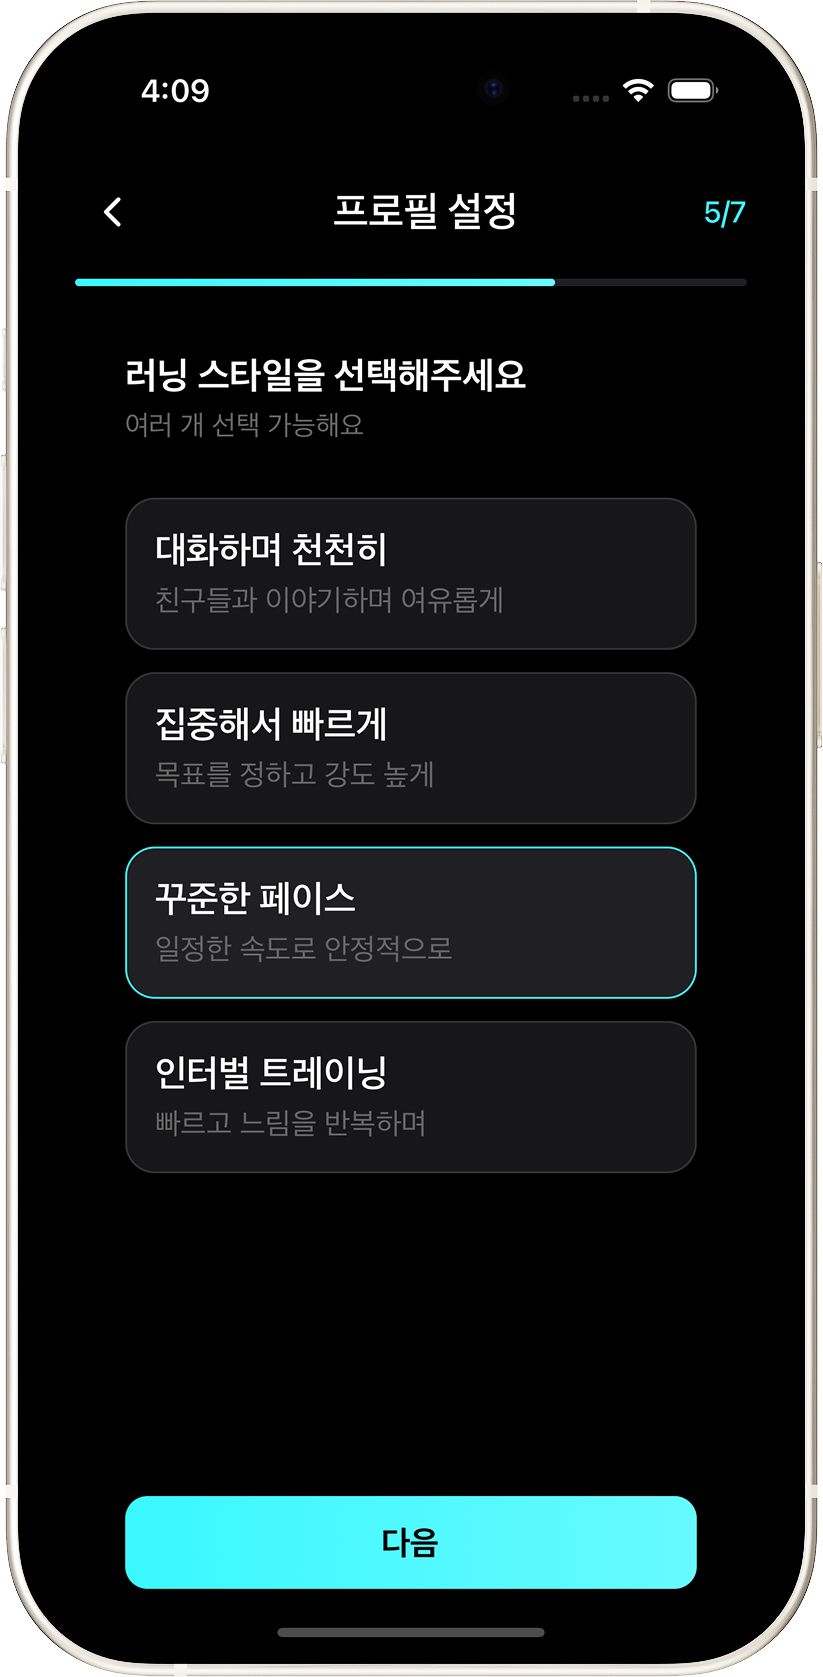 4:09
프로필 설정
5/7
러닝 스타일을 선택해주세요
여러 개 선택 가능해요
대화하며 천천히
친구들과 이야기하며 여유롭게
집중해서 빠르게
목표를 정하고 강도 높게
꾸준한 페이스
일정한 속도로 안정적으로
인터벌 트레이닝
빠르고 느림을 반복하며
다음